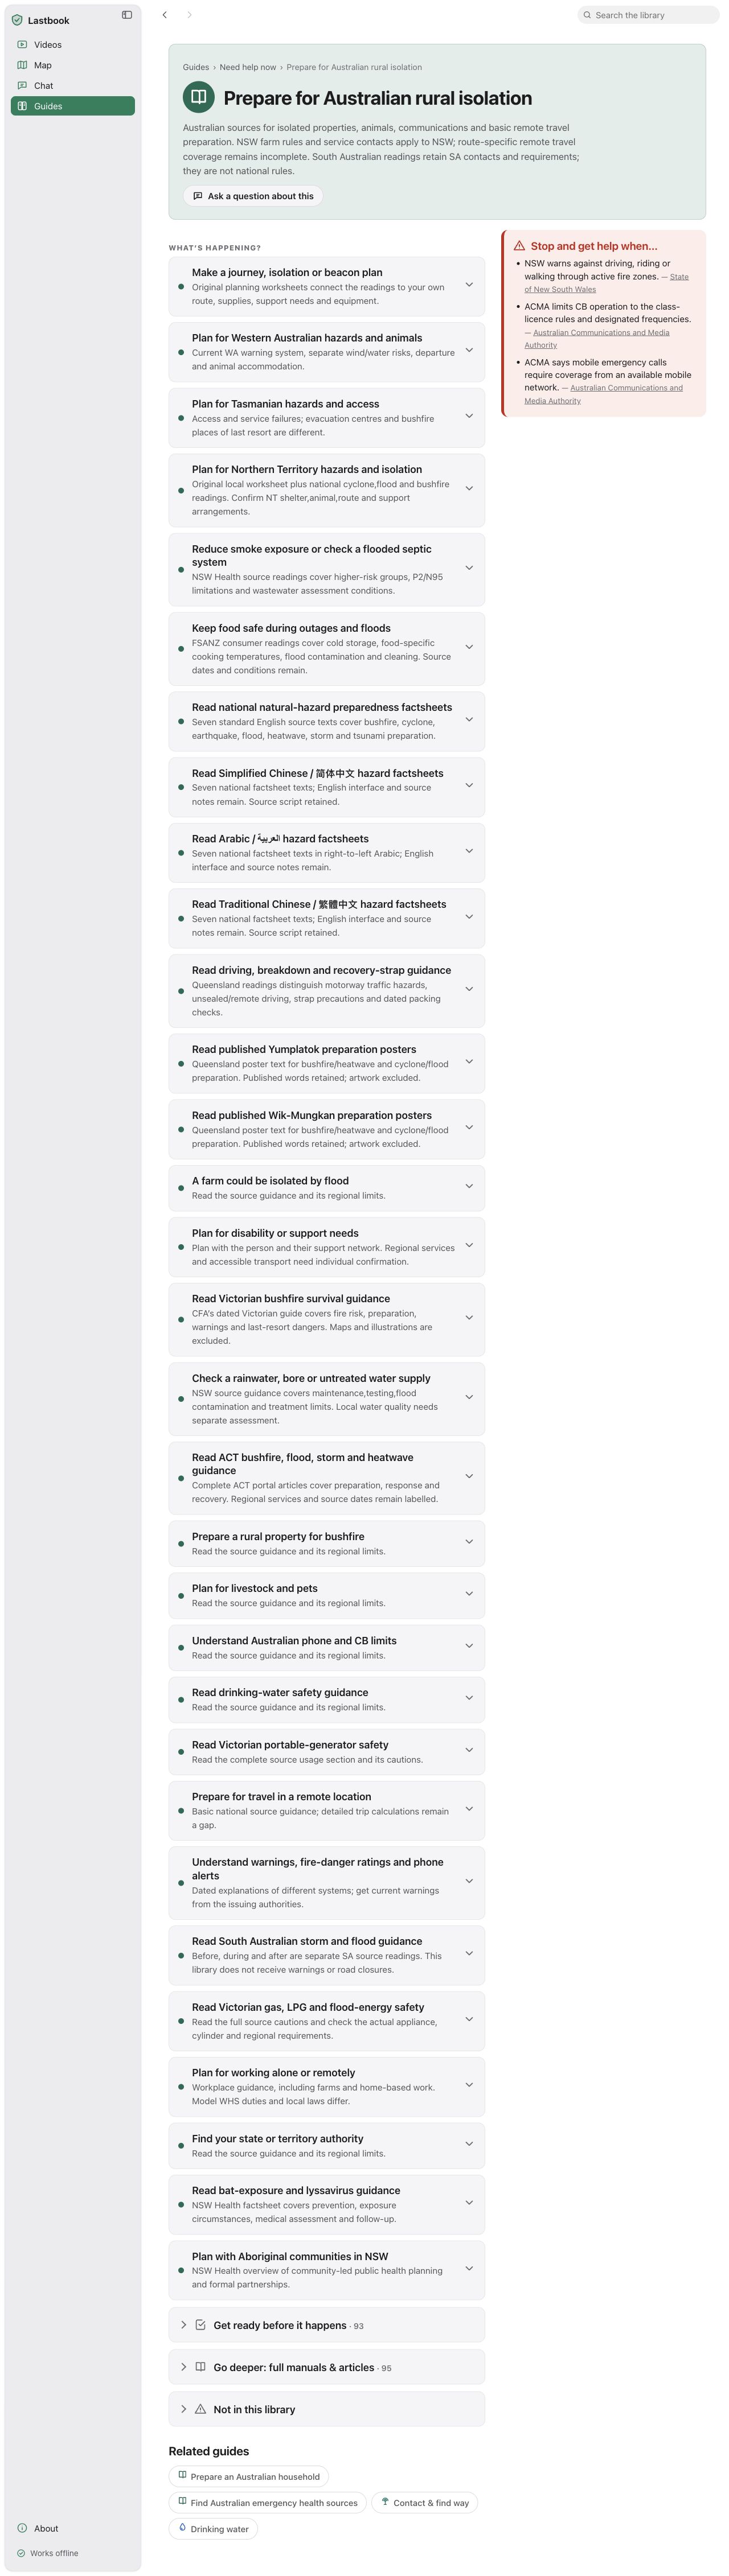 Lastbook
Videos
Map
Chat
Guides
Search the library
Guides › Need help now › Prepare for Australian rural isolation
Prepare for Australian rural isolation
Australian sources for isolated properties, animals, communications and basic remote travel
preparation. NSW farm rules and service contacts apply to NSW; route-specific remote travel
coverage remains incomplete. South Australian readings retain SA contacts and requirements;
they are not national rules.
Ask a question about this
WHAT'S HAPPENING?
Make a journey, isolation or beacon plan
Original planning worksheets connect the readings to your own
route, supplies, support needs and equipment.
Plan for Western Australian hazards and animals
Current WA warning system, separate wind/water risks, departure
and animal accommodation.
Plan for Tasmanian hazards and access
Access and service failures; evacuation centres and bushfire
places of last resort are different.
Plan for Northern Territory hazards and isolation
Original local worksheet plus national cyclone,flood and bushfire
readings. Confirm NT shelter,animal,route and support
arrangements.
Reduce smoke exposure or check a flooded septic
system
NSW Health source readings cover higher-risk groups, P2/N95
limitations and wastewater assessment conditions.
Keep food safe during outages and floods
FSANZ consumer readings cover cold storage, food-specific
cooking temperatures, flood contamination and cleaning. Source
dates and conditions remain.
Read national natural-hazard preparedness factsheets
Seven standard English source texts cover bushfire, cyclone,
earthquake, flood, heatwave, storm and tsunami preparation.
Read Simplified Chinese / 简体中文 hazard factsheets
Seven national factsheet texts; English interface and source
notes remain. Source script retained.
Read Arabic / العربية hazard factsheets
Seven national factsheet texts in right-to-left Arabic; English
interface and source notes remain.
Read Traditional Chinese / 繁體中文 hazard factsheets
Seven national factsheet texts; English interface and source
notes remain. Source script retained.
Read driving, breakdown and recovery-strap guidance
Queensland readings distinguish motorway traffic hazards,
unsealed/remote driving, strap precautions and dated packing
checks.
Read published Yumplatok preparation posters
Queensland poster text for bushfire/heatwave and cyclone/flood
preparation. Published words retained; artwork excluded.
Read published Wik-Mungkan preparation posters
Queensland poster text for bushfire/heatwave and cyclone/flood
preparation. Published words retained; artwork excluded.
A farm could be isolated by flood
Read the source guidance and its regional limits.
Plan for disability or support needs
Plan with the person and their support network. Regional services
and accessible transport need individual confirmation.
Read Victorian bushfire survival guidance
CFA's dated Victorian guide covers fire risk, preparation,
warnings and last-resort dangers. Maps and illustrations are
excluded.
Check a rainwater, bore or untreated water supply
NSW source guidance covers maintenance,testing,flood
contamination and treatment limits. Local water quality needs
separate assessment.
Read ACT bushfire, flood, storm and heatwave
guidance
Complete ACT portal articles cover preparation, response and
recovery. Regional services and source dates remain labelled.
Prepare a rural property for bushfire
Read the source guidance and its regional limits.
Plan for livestock and pets
Read the source guidance and its regional limits.
Understand Australian phone and CB limits
Read the source guidance and its regional limits.
Read drinking-water safety guidance
Read the source guidance and its regional limits.
Read Victorian portable-generator safety
Read the complete source usage section and its cautions.
Prepare for travel in a remote location
Basic national source guidance; detailed trip calculations remain
a gap.
Understand warnings, fire-danger ratings and phone
alerts
Dated explanations of different systems; get current warnings
from the issuing authorities.
Read South Australian storm and flood guidance
Before, during and after are separate SA source readings. This
library does not receive warnings or road closures.
Read Victorian gas, LPG and flood-energy safety
Read the full source cautions and check the actual appliance,
cylinder and regional requirements.
Plan for working alone or remotely
Workplace guidance, including farms and home-based work.
Model WHS duties and local laws differ.
Find your state or territory authority
Read the source guidance and its regional limits.
Read bat-exposure and lyssavirus guidance
NSW Health factsheet covers prevention, exposure
circumstances, medical assessment and follow-up.
Plan with Aboriginal communities in NSW
NSW Health overview of community-led public health planning
and formal partnerships.
Get ready before it happens · 93
Go deeper: full manuals & articles · 95
Not in this library
Related guides
Prepare an Australian household
Find Australian emergency health sources
Contact & find way
Drinking water
Stop and get help when...
• NSW warns against driving, riding or
walking through active fire zones. — State
of New South Wales
• ACMA limits CB operation to the class-
licence rules and designated frequencies.
— Australian Communications and Media
Authority
• ACMA says mobile emergency calls
require coverage from an available mobile
network. — Australian Communications and
Media Authority
About
Works offline